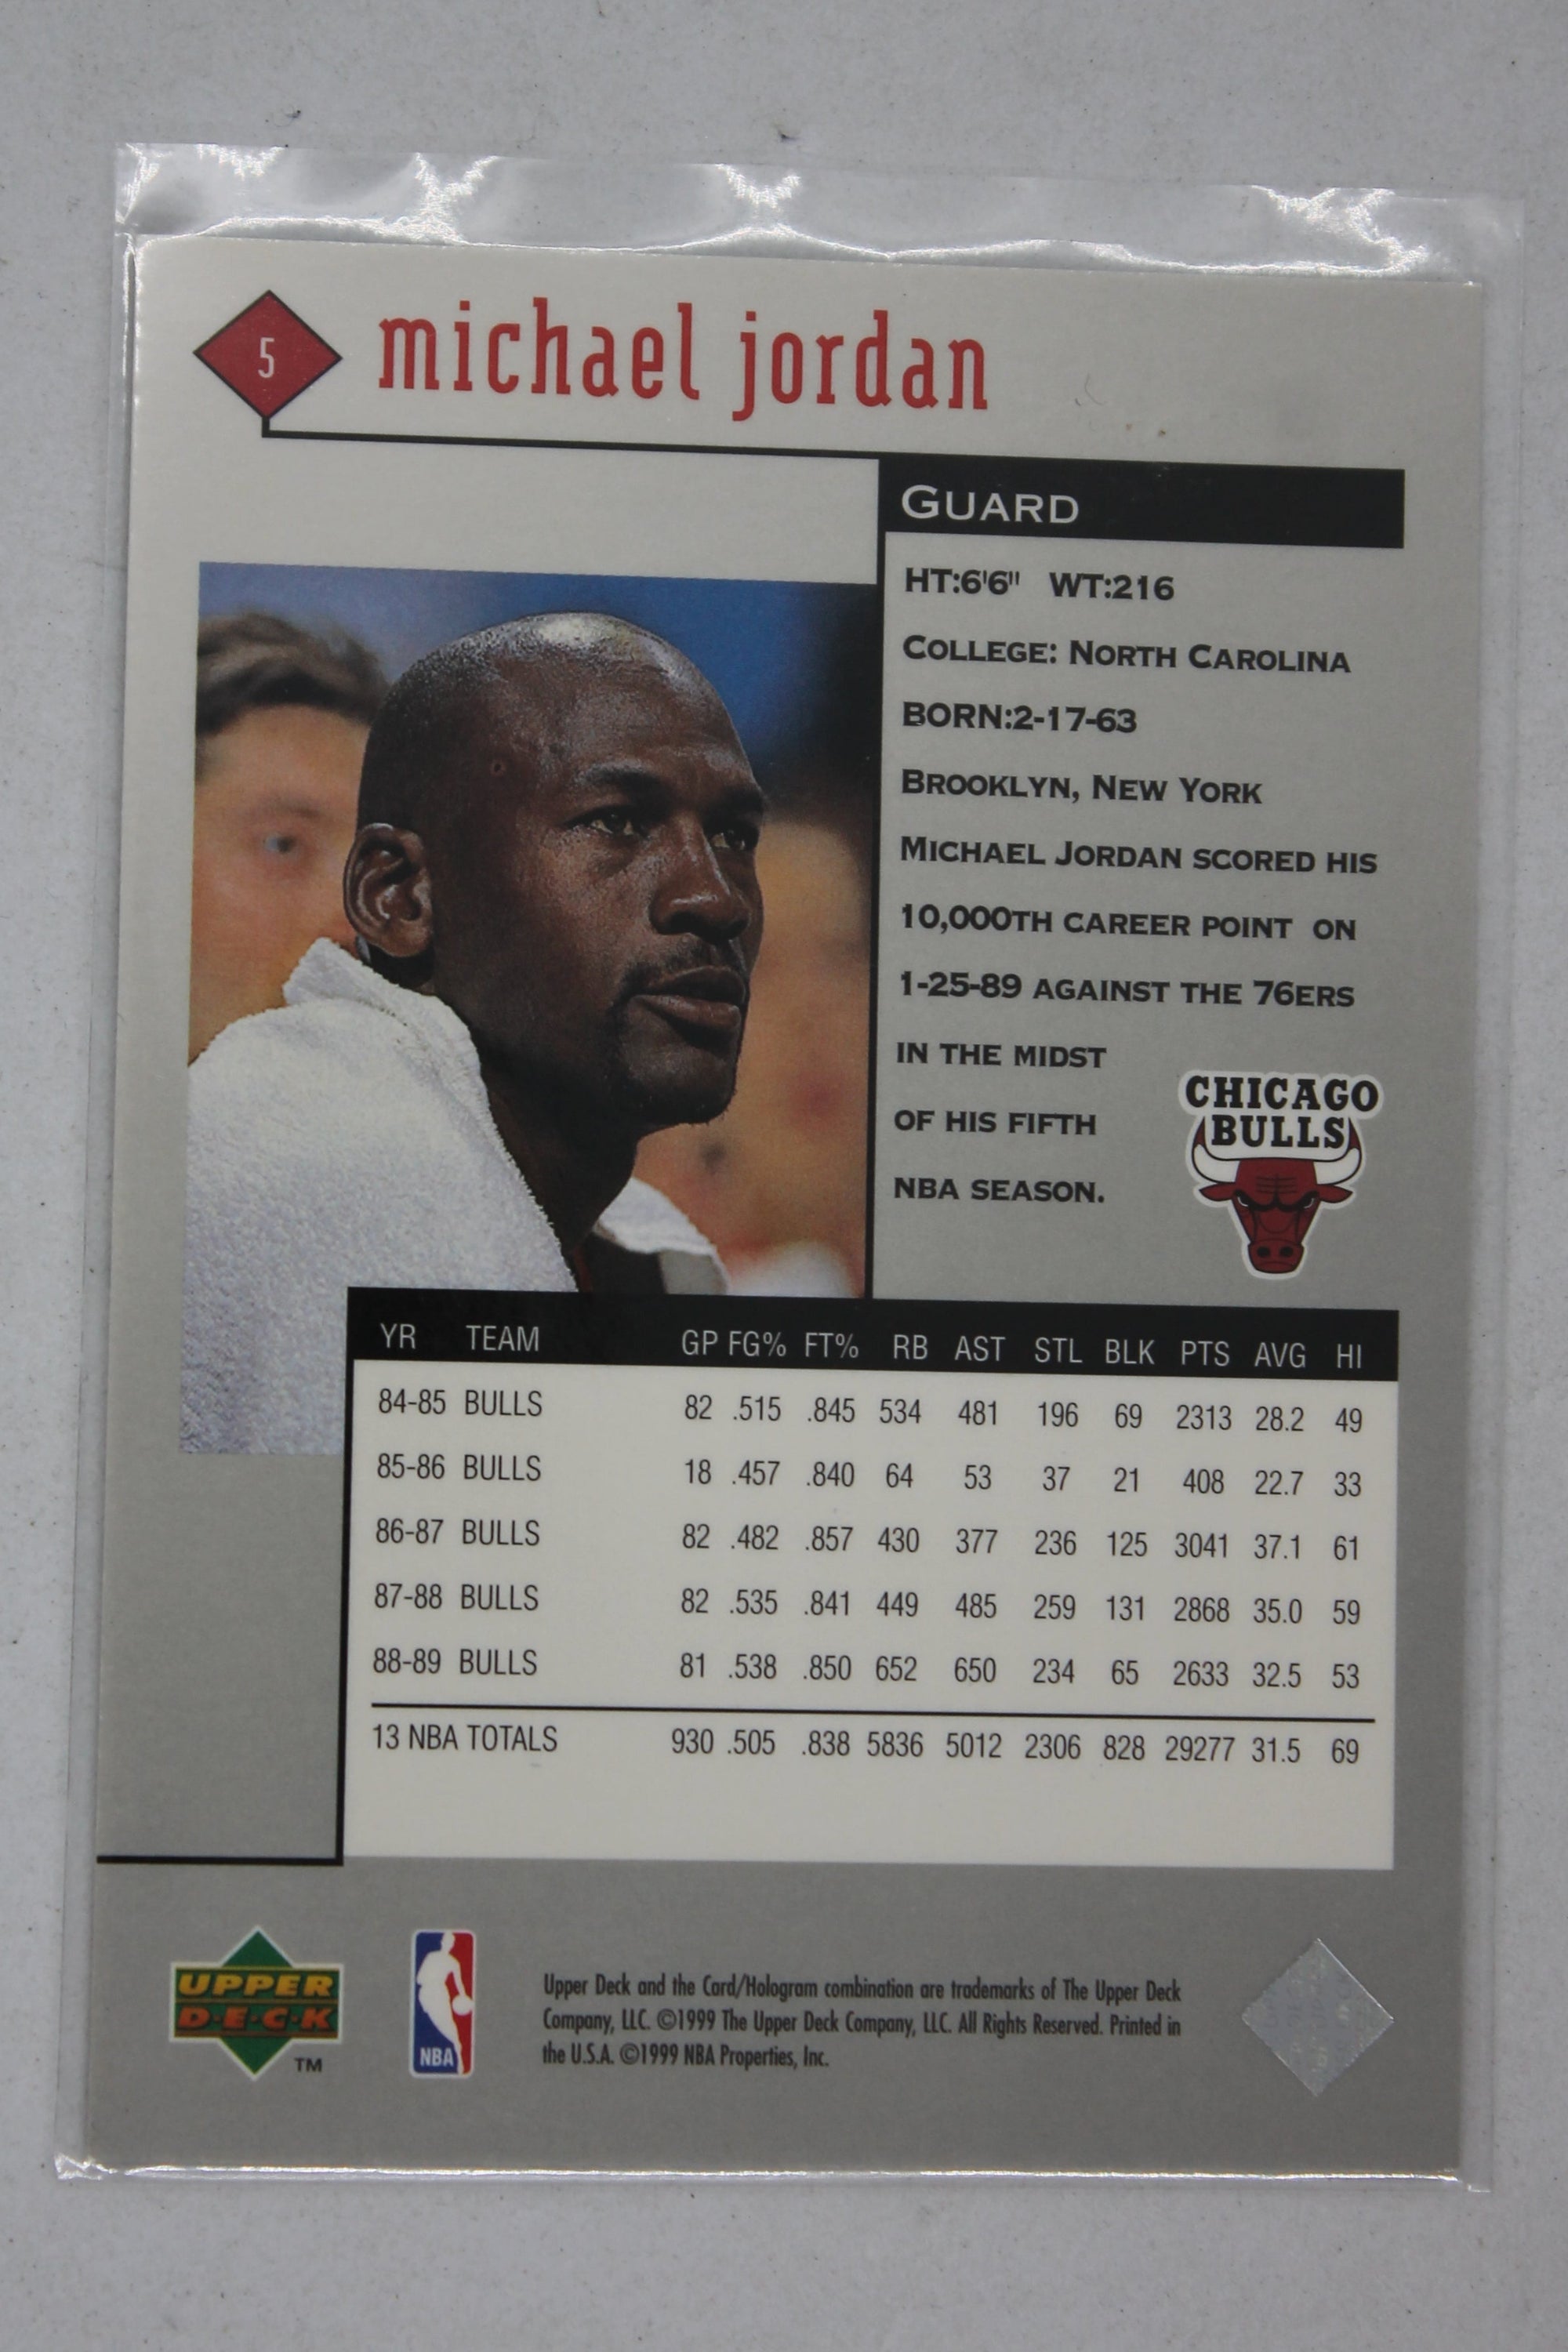 5 michael jordan
GUARD
HT:6'6" WT:216
COLLEGE: NORTH CAROLINA
BORN:2-17-63
BROOKLYN, NEW YORK
MICHAEL JORDAN SCORED HIS
10,000TH CAREER POINT ON
1-25-89 AGAINST THE 76ERS
IN THE MIDST
OF HIS FIFTH
NBA SEASON.
CHICAGO
BULLS
YR TEAM GP FG% FT% RB AST STL BLK PTS AVG HI
84-85 BULLS 82 .515 .845 534 481 196 69 2313 28.2 49
85-86 BULLS 18 .457 .840 64 53 37 21 408 22.7 33
86-87 BULLS 82 .482 .857 430 377 236 125 3041 37.1 61
87-88 BULLS 82 .535 .841 449 485 259 131 2868 35.0 59
88-89 BULLS 81 .538 .850 652 650 234 65 2633 32.5 53
13 NBA TOTALS 930 .505 .838 5836 5012 2306 828 29277 31.5 69
UPPER
D·E·C·K
TM
NBA
Upper Deck and the Card/Hologram combination are trademarks of The Upper Deck
Company, LLC. ©1999 The Upper Deck Company, LLC. All Rights Reserved. Printed in
the U.S.A. ©1999 NBA Properties, Inc.